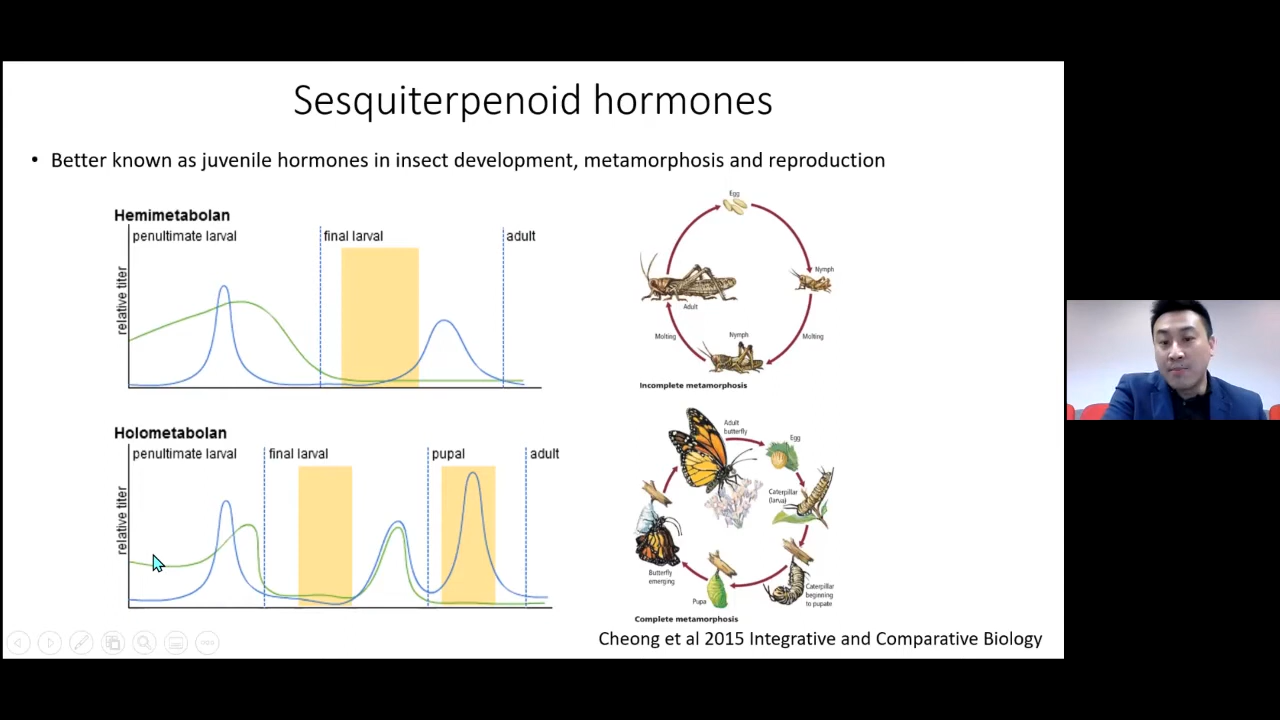 Sesquiterpenoid hormones
• Better known as juvenile hormones in insect development, metamorphosis and reproduction
Hemimetabolan
penultimate larval
final larval
adult
relative titer
Holometabolan
penultimate larval
final larval
pupal
adult
relative titer
Egg
Nymph
Adult
Molting
Nymph
Molting
Incomplete metamorphosis
Adult
butterfly
Egg
Caterpillar
(larva)
Butterfly
emerging
Caterpillar
beginning
to pupate
Pupa
Complete metamorphosis
Cheong et al 2015 Integrative and Comparative Biology